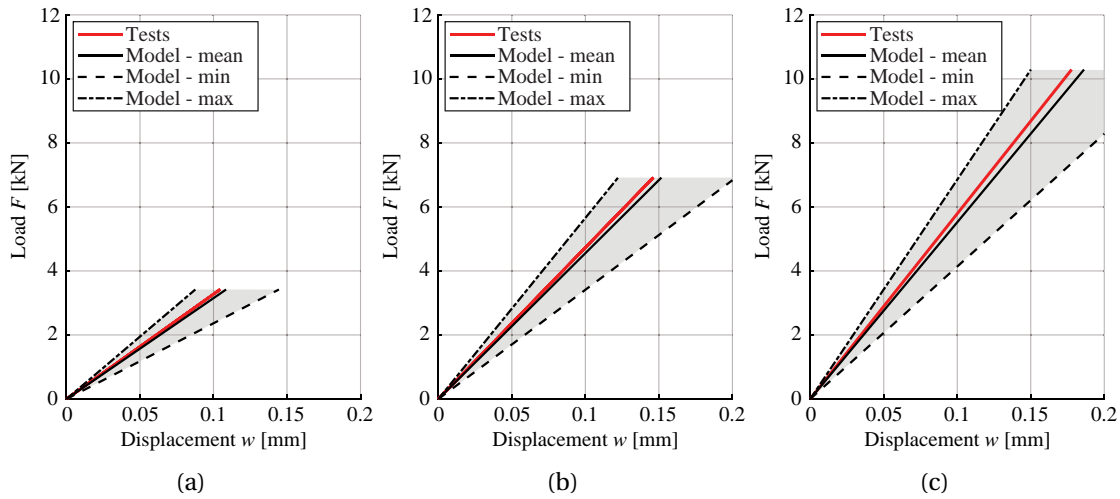 12
10
8
6
4
2
0
Load F [kN]
Tests
Model - mean
Model - min
Model - max
0 0.05 0.1 0.15 0.2
Displacement w [mm]
(a)
12
10
8
6
4
2
0
Load F [kN]
Tests
Model - mean
Model - min
Model - max
0 0.05 0.1 0.15 0.2
Displacement w [mm]
(b)
12
10
8
6
4
2
0
Load F [kN]
Tests
Model - mean
Model - min
Model - max
0 0.05 0.1 0.15 0.2
Displacement w [mm]
(c)